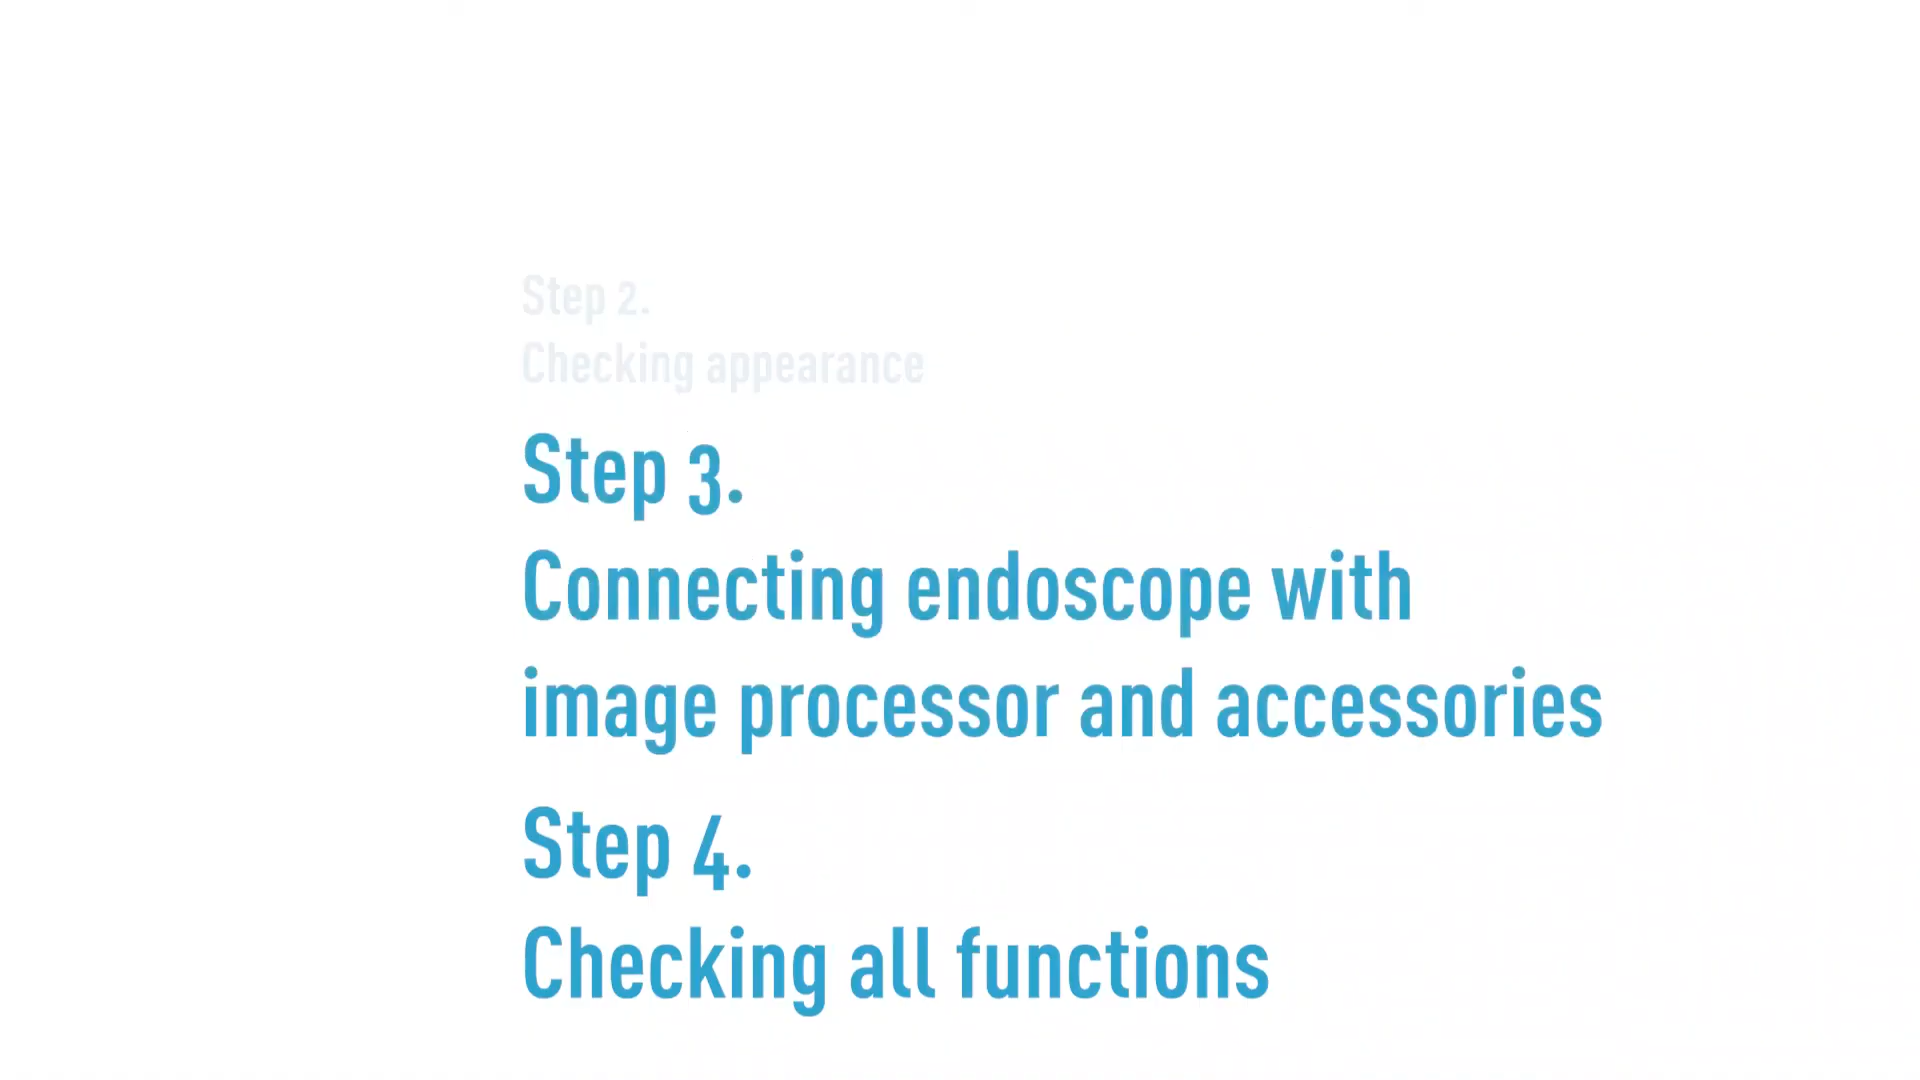 Step 2.
Checking appearance
Step 3.
Connecting endoscope with
image processor and accessories
Step 4.
Checking all functions